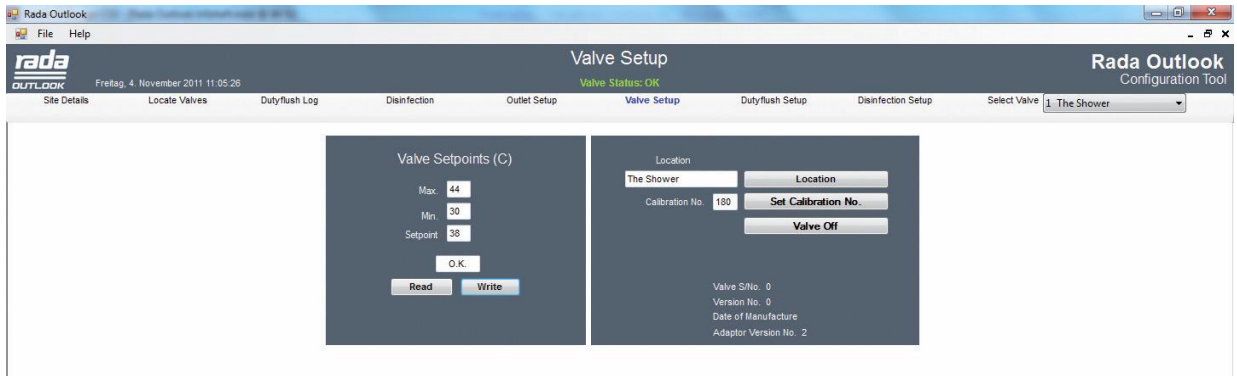 Rada Outlook
File Help
rada
OUTLOOK
Freitag, 4. November 2011 11:05:26
Valve Setup
Valve Status: OK
Rada Outlook
Configuration Tool
Site Details Locate Valves Dutyflush Log Disinfection Outlet Setup Valve Setup Dutyflush Setup Disinfection Setup Select Valve 1 The Shower
Valve Setpoints (C)
Max. 44
Min. 30
Setpoint 38
O.K.
Read Write
Location
The Shower Location
Calibration No. 180 Set Calibration No.
Valve Off
Valve S/No. 0
Version No. 0
Date of Manufacture
Adaptor Version No. 2